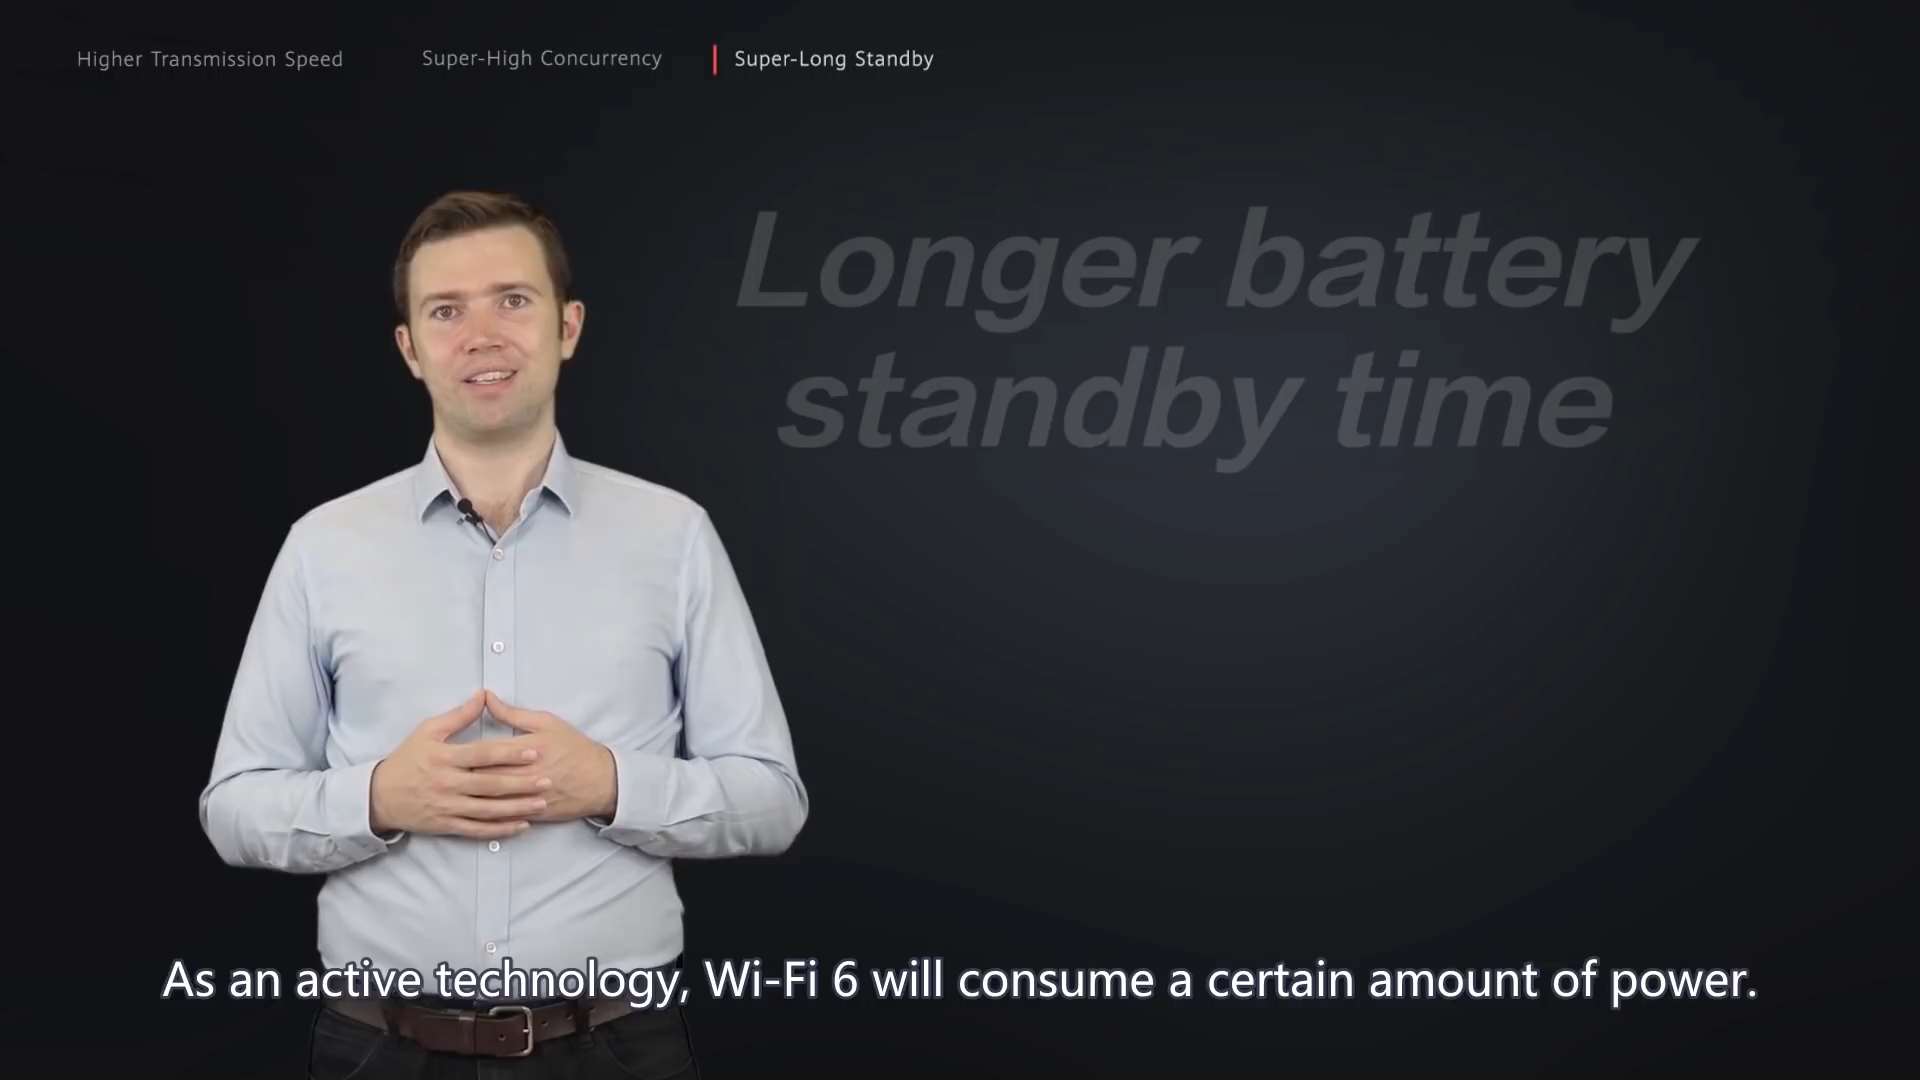 Higher Transmission Speed
Super-High Concurrency
Super-Long Standby
Longer battery
standby time
As an active technology, Wi-Fi 6 will consume a certain amount of power.